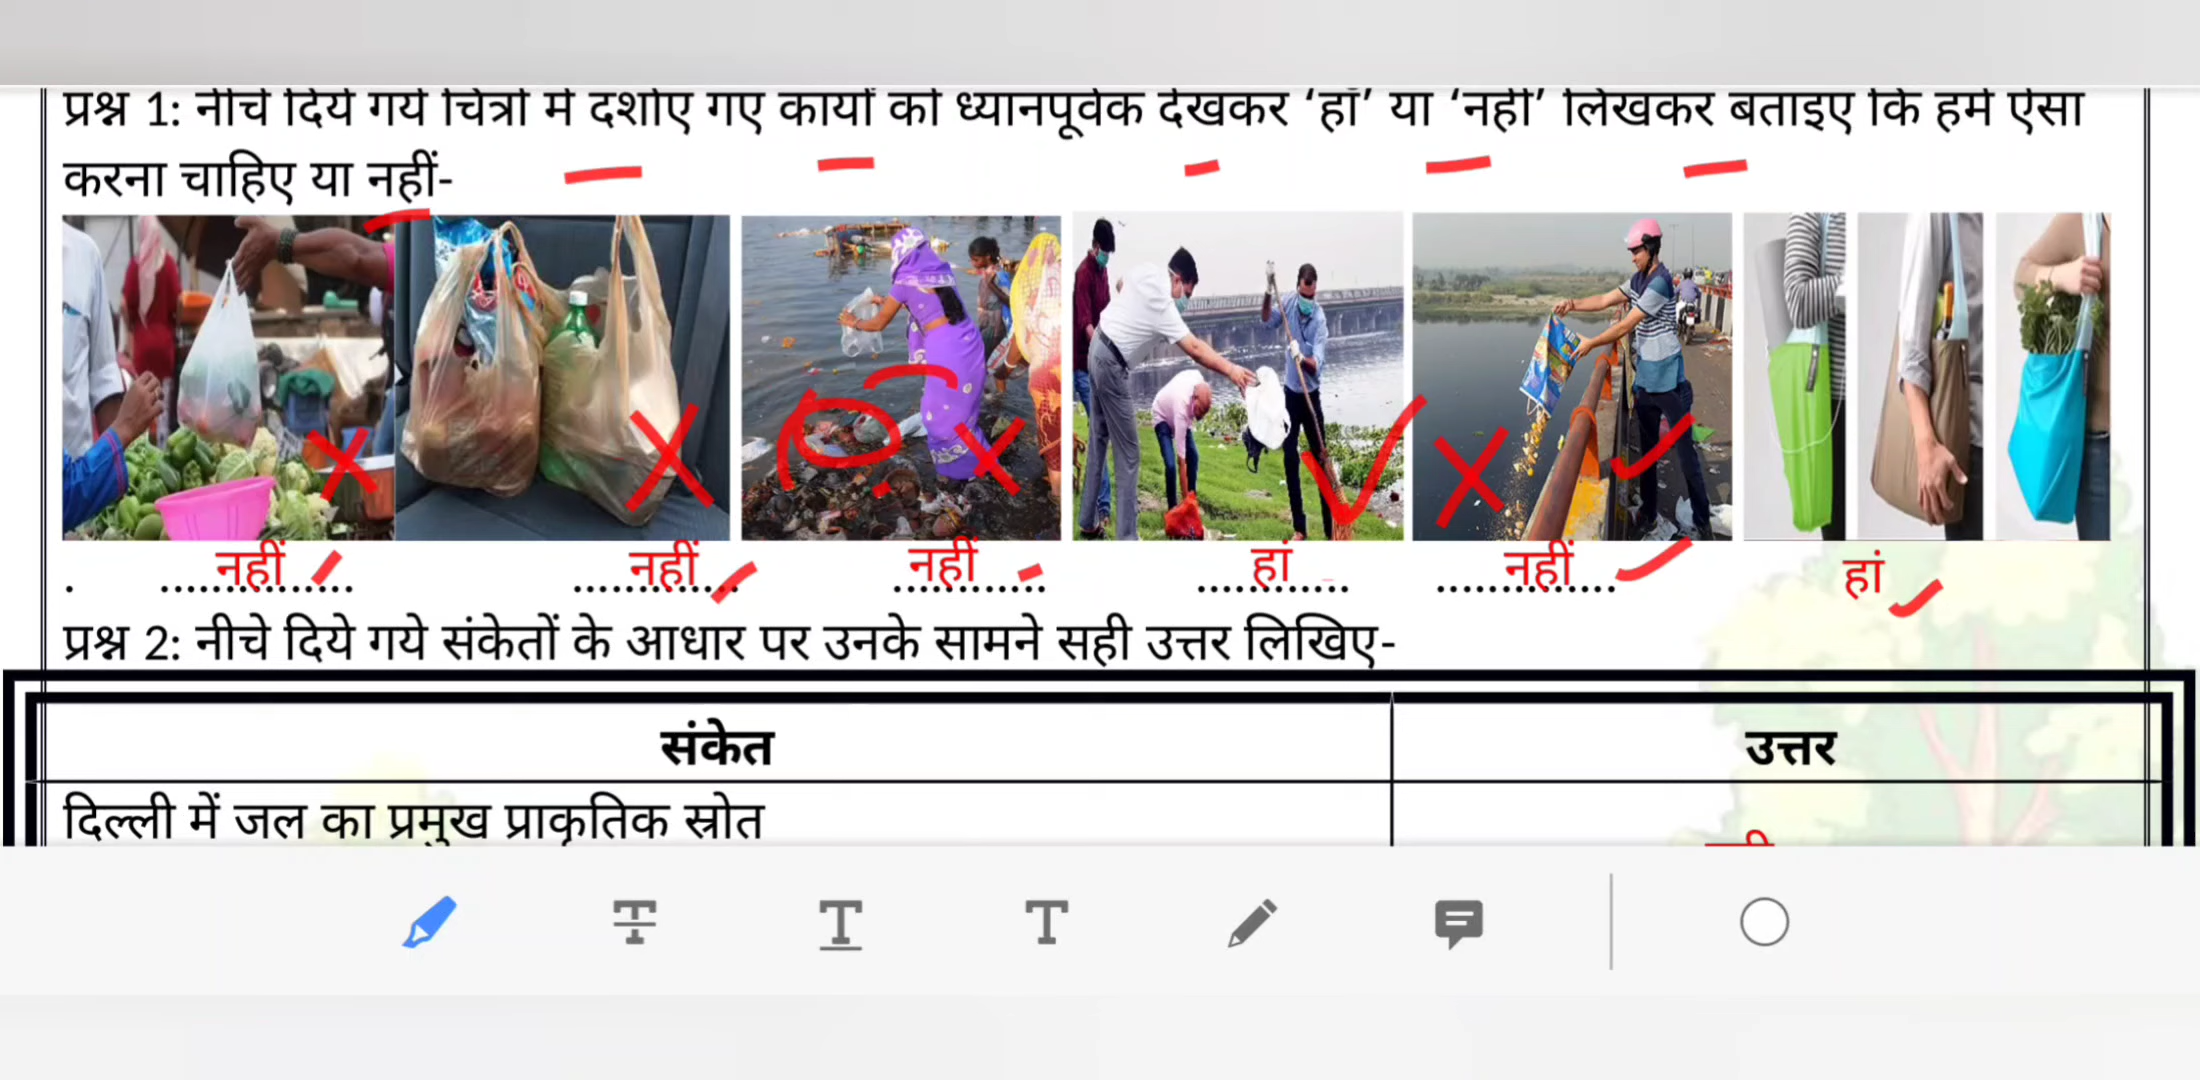 प्रश्न 1: नीचे दिये गये चित्रों में दर्शाए गए कार्यों को ध्यानपूर्वक देखकर ‘हाँ’ या ‘नहीं’ लिखकर बताइए कि हमें ऐसा
करना चाहिए या नहीं-
. ...नहीं... ...नहीं... ...नहीं... ...हां... ...नहीं... हां
प्रश्न 2: नीचे दिये गये संकेतों के आधार पर उनके सामने सही उत्तर लिखिए-
संकेत उत्तर
दिल्ली में जल का प्रमुख प्राकृतिक स्रोत